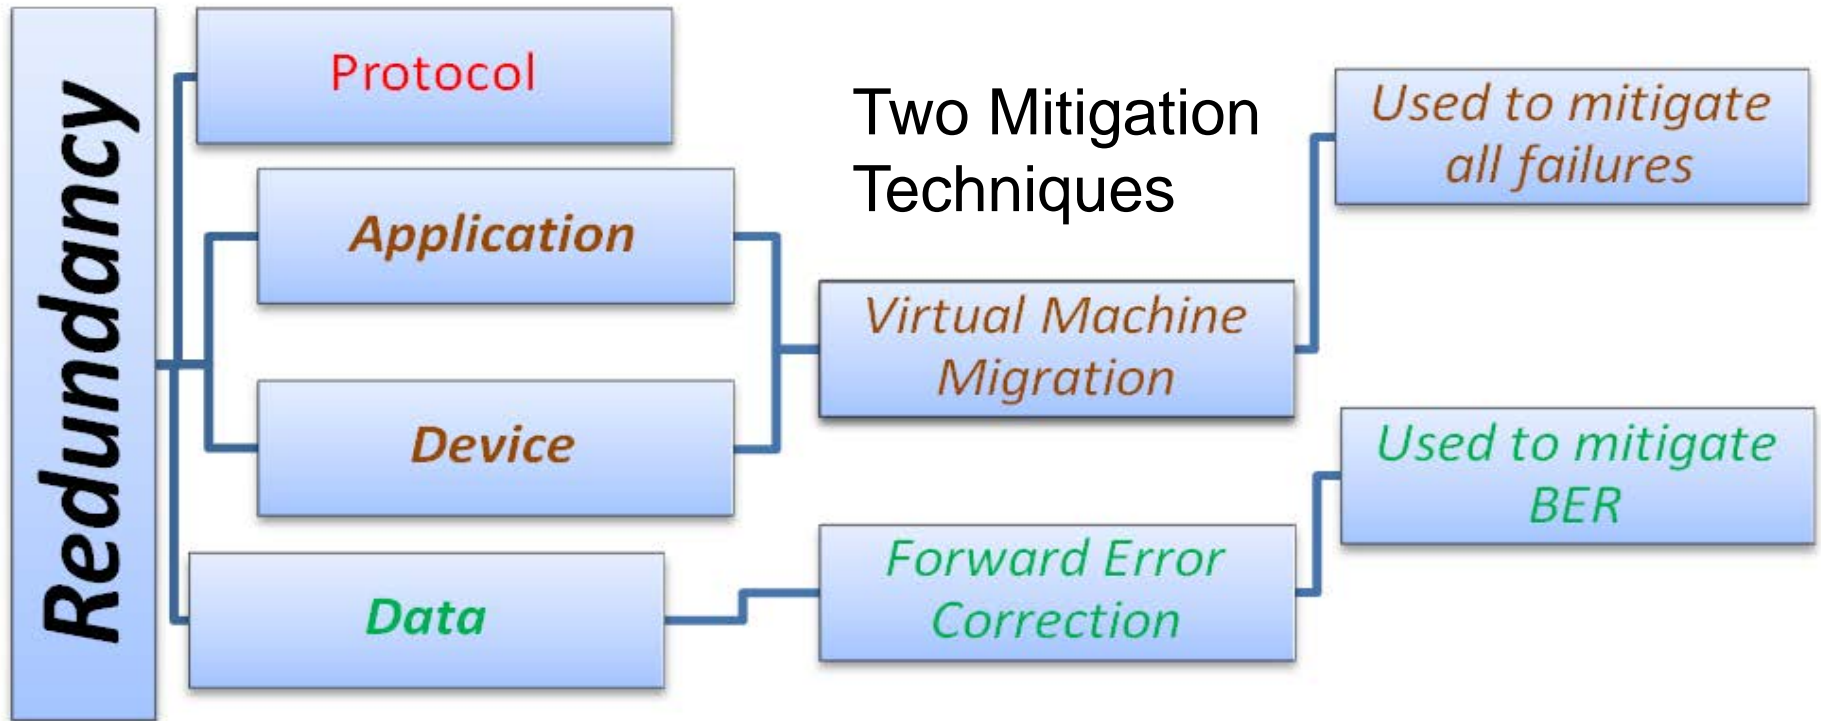 Redundancy
Protocol
Application
Device
Data
Two Mitigation
Techniques
Virtual Machine
Migration
Forward Error
Correction
Used to mitigate
all failures
Used to mitigate
BER